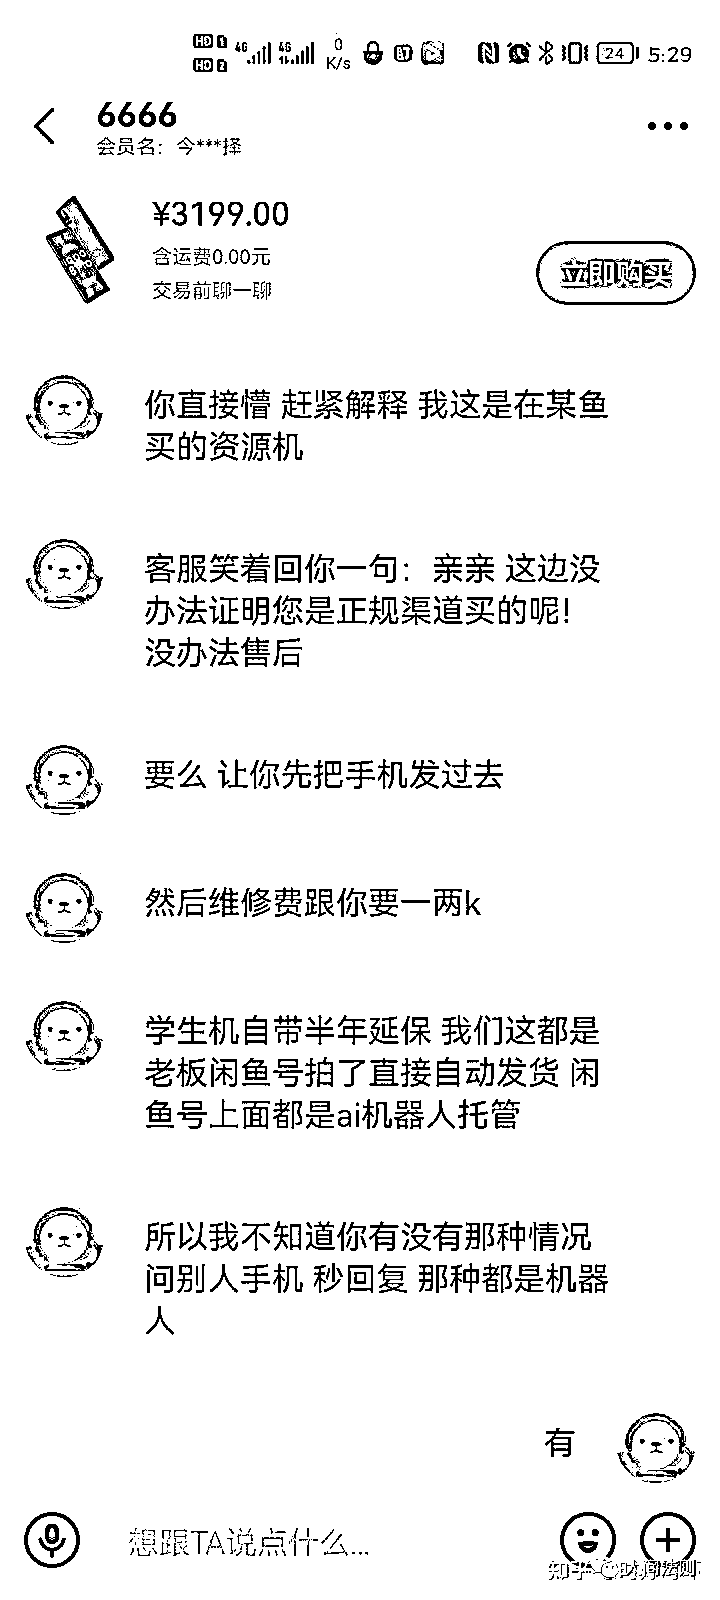 HD 1 4G 4G 0 24 5:29
HD 2 K/s
6666
会员名：今***择
¥3199.00
含运费0.00元
交易前聊一聊
立即购买
你直接懵 赶紧解释 我这是在某鱼
买的资源机
客服笑着回你一句：亲亲 这边没
办法证明您是正规渠道买的呢！
没办法售后
要么 让你先把手机发过去
然后维修费跟你要一两k
学生机自带半年延保 我们这都是
老板闲鱼号拍了直接自动发货 闲
鱼号上面都是ai机器人托管
所以我不知道你有没有那种情况
问别人手机 秒回复 那种都是机器
人
有
想跟TA说点什么...